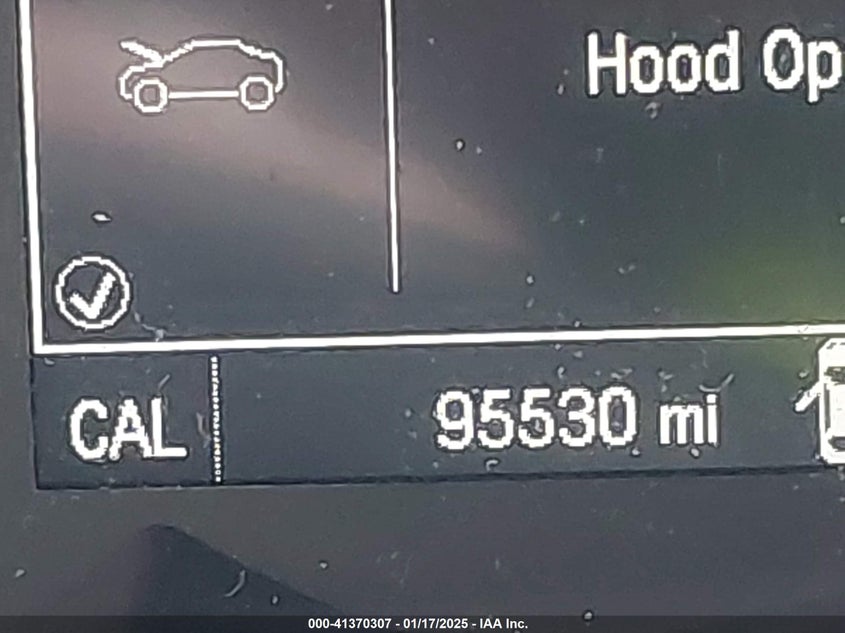 Hood Op
CAL
95530 mi
000-41370307 - 01/17/2025 - IAA Inc.